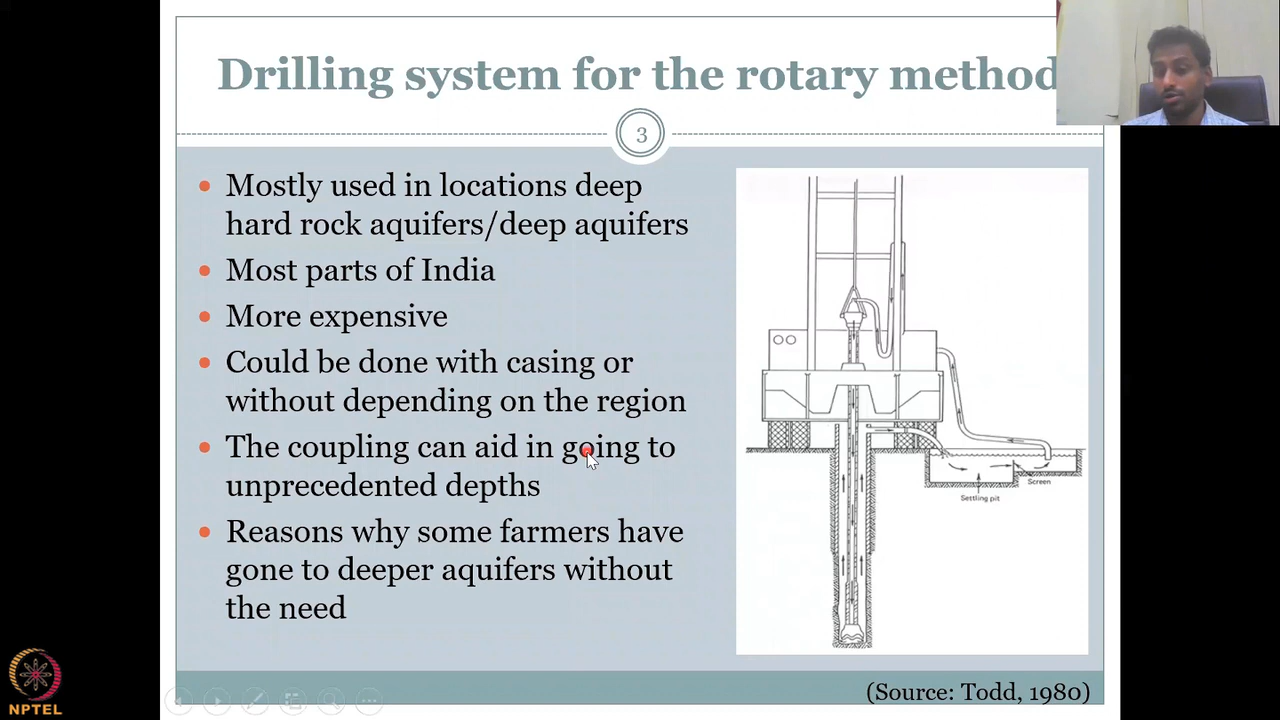 Drilling system for the rotary method
3
Mostly used in locations deep
hard rock aquifers/deep aquifers
Most parts of India
More expensive
Could be done with casing or
without depending on the region
The coupling can aid in going to
unprecedented depths
Reasons why some farmers have
gone to deeper aquifers without
the need
Screen
Settling pit
(Source: Todd, 1980)
NPTEL